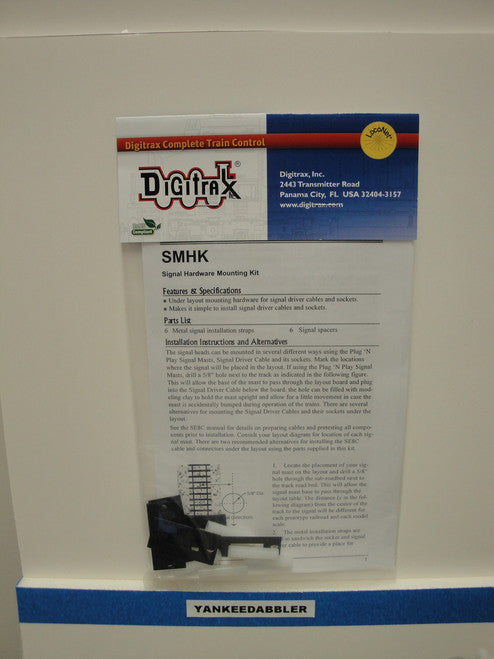 Digitrax Complete Train Control
LocoNet
DIGITRAX
®
Digitrax, Inc.
2443 Transmitter Road
Panama City, FL USA 32404-3157
www.digitrax.com
Compliant
SMHK
Signal Hardware Mounting Kit
Features & Specifications
Under layout mounting hardware for signal driver cables and sockets.
Makes it simple to install signal driver cables and sockets.
Parts List
6 Metal signal installation straps 6 Signal spacers
Installation Instructions and Alternatives
The signal heads can be mounted in several different ways using the Plug 'N
Play Signal Masts, Signal Driver Cable and its sockets. Mark the locations
where the signal will be placed in the layout. If using the Plug 'N Play Signal
Masts, drill a 5/8" hole next to the track as indicated in the following figure.
This will allow the base of the mast to pass through the layout board and plug
into the Signal Driver Cable below the board, the hole can be filled with mod-
eling clay to hold the mast upright and allow for a little movement in case the
mast is accidentally bumped during operation of the trains. There are several
alternatives for mounting the Signal Driver Cables and their sockets under the
layout.
See the SE8C manual for details on preparing cables and pretesting all compo-
nents prior to installation. Consult your layout diagram for location of each sig-
nal mast. There are two recommended alternatives for installing the SE8C
cable and connectors under the layout using the parts supplied in this kit.
5/8" Dia
directions
1. Locate the placement of your sig-
nal mast on the layout and drill a 5/8"
hole through the sub-roadbed next to
the track road bed. This will allow the
signal mast base to pass through the
layout table. The distance (x in the fol-
lowing diagram) from the center of the
track to the signal will be different for
each prototype railroad and each model
scale.
2. The metal installation straps are
to sandwich the socket and signal
cable to provide a place for
1
YANKEEDABBLER